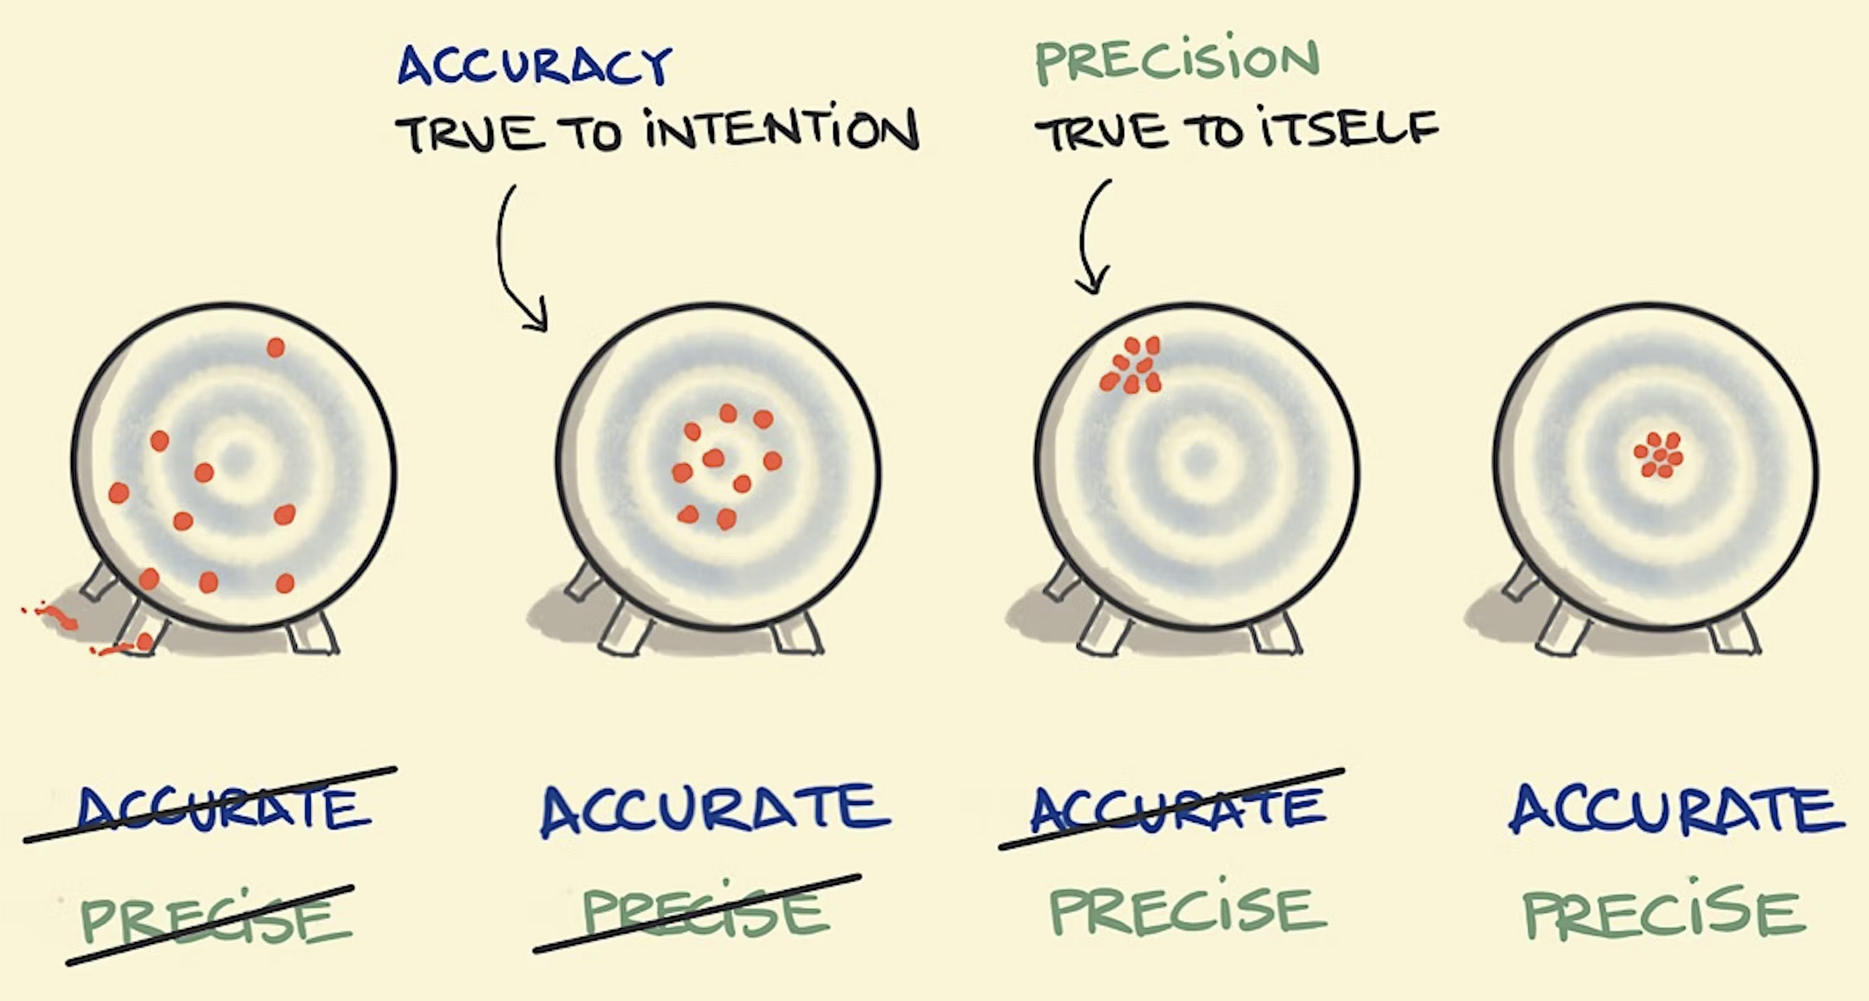 ACCURACY
TRUE TO INTENTION
PRECISION
TRUE TO ITSELF
ACCURATE
PRECISE
ACCURATE
PRECISE
ACCURATE
PRECISE
ACCURATE
PRECISE